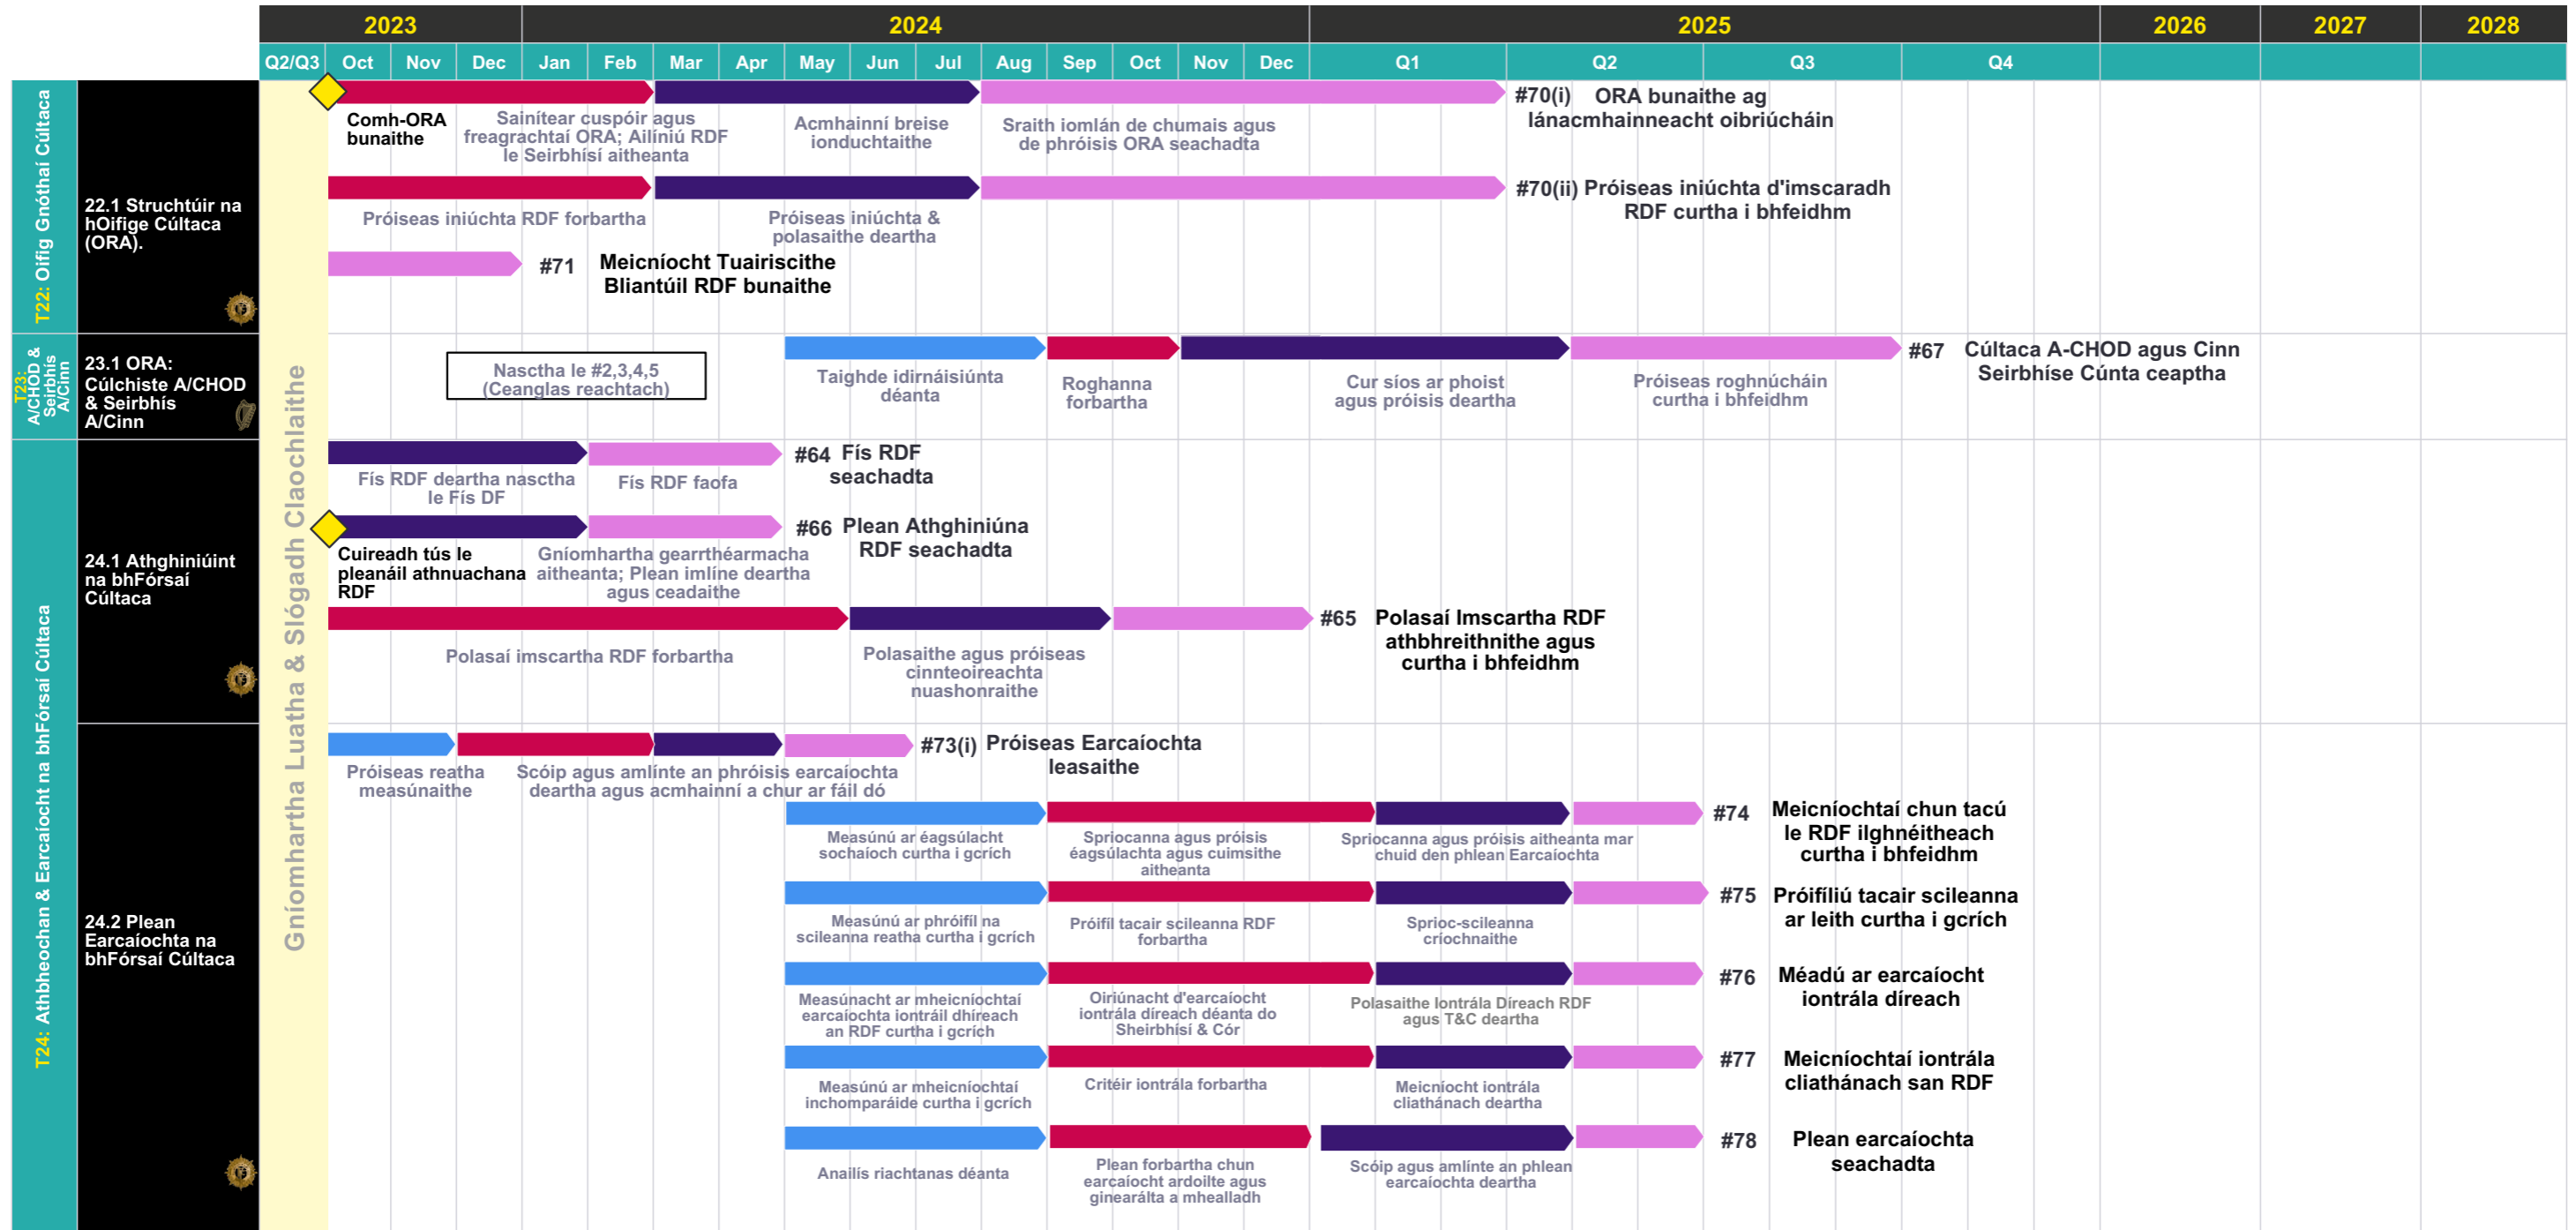 2023 2024 2025 2026 2027 2028
Q2/Q3 Oct Nov Dec Jan Feb Mar Apr May Jun Jul Aug Sep Oct Nov Dec Q1 Q2 Q3 Q4
T22: Oifig Gnóthaí Cúltaca
22.1 Struchtúir na
hOifige Cúltaca
(ORA).
Gníomhartha Luatha & Slógadh Claochlaithe
Comh-ORA
bunaithe
Sainítear cuspóir agus
freagrachtaí ORA; Ailíniú RDF
le Seirbhísí aitheanta
Acmhainní breise
ionduchtaithe
Sraith iomlán de chumais agus
de phróisis ORA seachadta
#70(i) ORA bunaithe ag
lánacmhainneacht oibriúcháin
Próiseas iniúchta RDF forbartha
Próiseas iniúchta &
polasaithe deartha
#70(ii) Próiseas iniúchta d'imscaradh
RDF curtha i bhfeidhm
#71 Meicníocht Tuairiscithe
Bliantúil RDF bunaithe
T23:
A/CHOD &
Seirbhís
A/Cinn
23.1 ORA:
Cúlchiste A/CHOD
& Seirbhís
A/Cinn
Nasctha le #2,3,4,5
(Ceanglas reachtach)
Taighde idirnáisiúnta
déanta
Roghanna
forbartha
Cur síos ar phoist
agus próisis deartha
Próiseas roghnúcháin
curtha i bhfeidhm
#67 Cúltaca A-CHOD agus Cinn
Seirbhíse Cúnta ceaptha
T24: Athbheochan & Earcaíocht na bhFórsaí Cúltaca
24.1 Athghiniúint
na bhFórsaí
Cúltaca
Fís RDF deartha nasctha
le Fís DF
Fís RDF faofa
#64 Fís RDF
seachadta
Cuireadh tús le
pleanáil athnuachana
RDF
Gníomhartha gearrthéarmacha
aitheanta; Plean imlíne deartha
agus ceadaithe
#66 Plean Athghiniúna
RDF seachadta
Polasaí imscartha RDF forbartha
Polasaithe agus próiseas
cinnteoireachta
nuashonraithe
#65 Polasaí Imscartha RDF
athbhreithnithe agus
curtha i bhfeidhm
24.2 Plean
Earcaíochta na
bhFórsaí Cúltaca
Próiseas reatha
measúnaithe
Scóip agus amlínte an phróisis earcaíochta
deartha agus acmhainní a chur ar fáil dó
#73(i) Próiseas Earcaíochta
leasaithe
Measúnú ar éagsúlacht
sochaíoch curtha i gcrích
Spriocanna agus próisis
éagsúlachta agus cuimsithe
aitheanta
Spriocanna agus próisis aitheanta mar
chuid den phlean Earcaíochta
#74 Meicníochtaí chun tacú
le RDF ilghnéitheach
curtha i bhfeidhm
Measúnú ar phróifíl na
scileanna reatha curtha i gcrích
Próifíl tacair scileanna RDF
forbartha
Sprioc-scileanna
críochnaithe
#75 Próifíliú tacair scileanna
ar leith curtha i gcrích
Measúnacht ar mheicníochtaí
earcaíochta iontráil dhíreach
an RDF curtha i gcrích
Oiriúnacht d'earcaíocht
iontrála díreach déanta do
Sheirbhísí & Cór
Polasaithe Iontrála Díreach RDF
agus T&C deartha
#76 Méadú ar earcaíocht
iontrála díreach
Measúnú ar mheicníochtaí
inchomparáide curtha i gcrích
Critéir iontrála forbartha
Meicníocht iontrála
cliathánach deartha
#77 Meicníochtaí iontrála
cliathánach san RDF
Anailís riachtanas déanta
Plean forbartha chun
earcaíocht ardoilte agus
ginearálta a mhealladh
Scóip agus amlínte an phlean
earcaíochta deartha
#78 Plean earcaíochta
seachadta